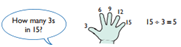 How many 3s
in 15?
3 6 9 12 15
15 ÷ 3 = 5